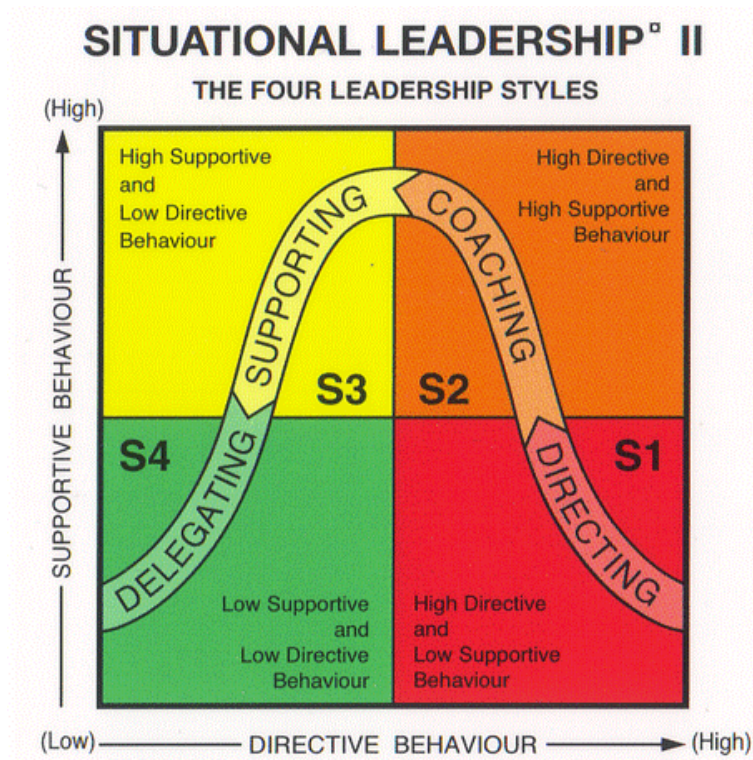 SITUATIONAL LEADERSHIP¤ II
THE FOUR LEADERSHIP STYLES
(High)
High Supportive
and
Low Directive
Behaviour
High Directive
and
High Supportive
Behaviour
SUPPORTING
COACHING
S3
S2
SUPPORTIVE BEHAVIOUR
S4
S1
DELEGATING
DIRECTING
Low Supportive
and
Low Directive
Behaviour
High Directive
and
Low Supportive
Behaviour
(Low)
DIRECTIVE BEHAVIOUR
(High)